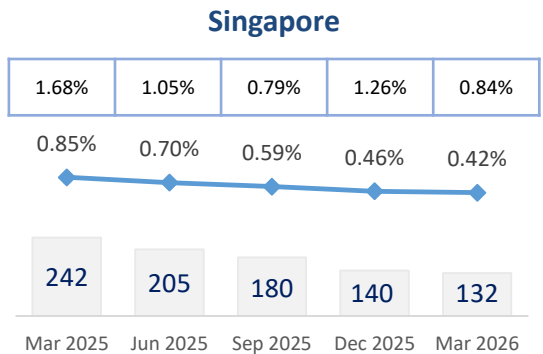 Singapore
1.68% 1.05% 0.79% 1.26% 0.84%
0.85% 0.70% 0.59% 0.46% 0.42%
242 205 180 140 132
Mar 2025 Jun 2025 Sep 2025 Dec 2025 Mar 2026